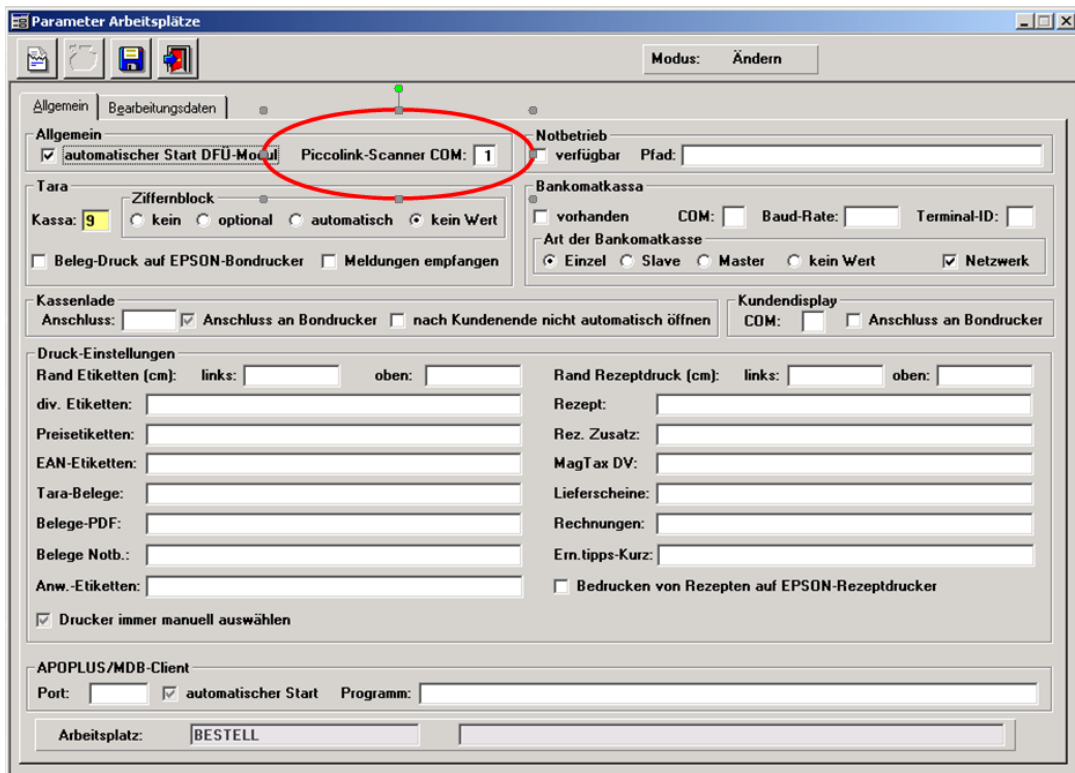 Parameter Arbeitsplätze
Modus: Ändern
Allgemein Bearbeitungsdaten
Allgemein
automatischer Start DFÜ-Modul Piccolink-Scanner COM: 1
Notbetrieb
verfügbar Pfad:
Tara
Kassa: 9
Ziffernblock
kein optional automatisch kein Wert
Beleg-Druck auf EPSON-Bondrucker Meldungen empfangen
Bankomatkassa
vorhanden COM: Baud-Rate: Terminal-ID:
Art der Bankomatkasse
Einzel Slave Master kein Wert Netzwerk
Kassenlade
Anschluss: Anschluss an Bondrucker nach Kundenende nicht automatisch öffnen
Kundendisplay
COM: Anschluss an Bondrucker
Druck-Einstellungen
Rand Etiketten (cm): links: oben: Rand Rezeptdruck (cm): links: oben:
div. Etiketten: Rezept:
Preisetiketten: Rez. Zusatz:
EAN-Etiketten: MagTax DV:
Tara-Belege: Lieferscheine:
Belege-PDF: Rechnungen:
Belege Notb.: Ern.tipps-Kurz:
Anw.-Etiketten: Bedrucken von Rezepten auf EPSON-Rezeptdrucker
Drucker immer manuell auswählen
APOPLUS/MDB-Client
Port: automatischer Start Programm:
Arbeitsplatz: BESTELL